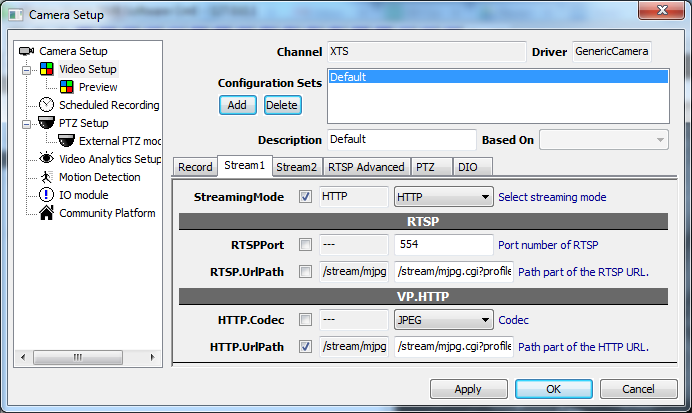 Camera Setup
Camera Setup
Video Setup
Preview
Scheduled Recording
PTZ Setup
External PTZ mod
Video Analytics Setup
Motion Detection
IO module
Community Platform
Channel XTS Driver GenericCamera
Configuration Sets Default
Add Delete
Description Default Based On
Record Stream1 Stream2 RTSP Advanced PTZ DIO
StreamingMode HTTP HTTP Select streaming mode
RTSP
RTSPPort --- 554 Port number of RTSP
RTSP.UrlPath /stream/mjpg /stream/mjpg.cgi?profile Path part of the RTSP URL.
VP.HTTP
HTTP.Codec --- JPEG Codec
HTTP.UrlPath /stream/mjpg /stream/mjpg.cgi?profile Path part of the HTTP URL.
Apply OK Cancel